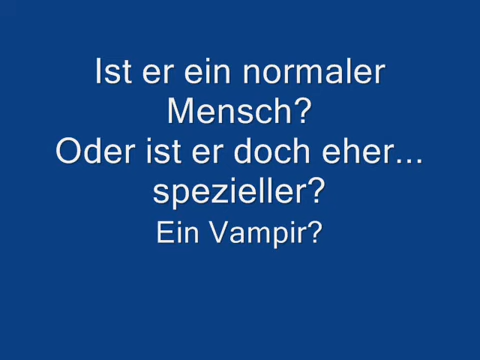 Ist er ein normaler
Mensch?
Oder ist er doch eher...
spezieller?
Ein Vampir?